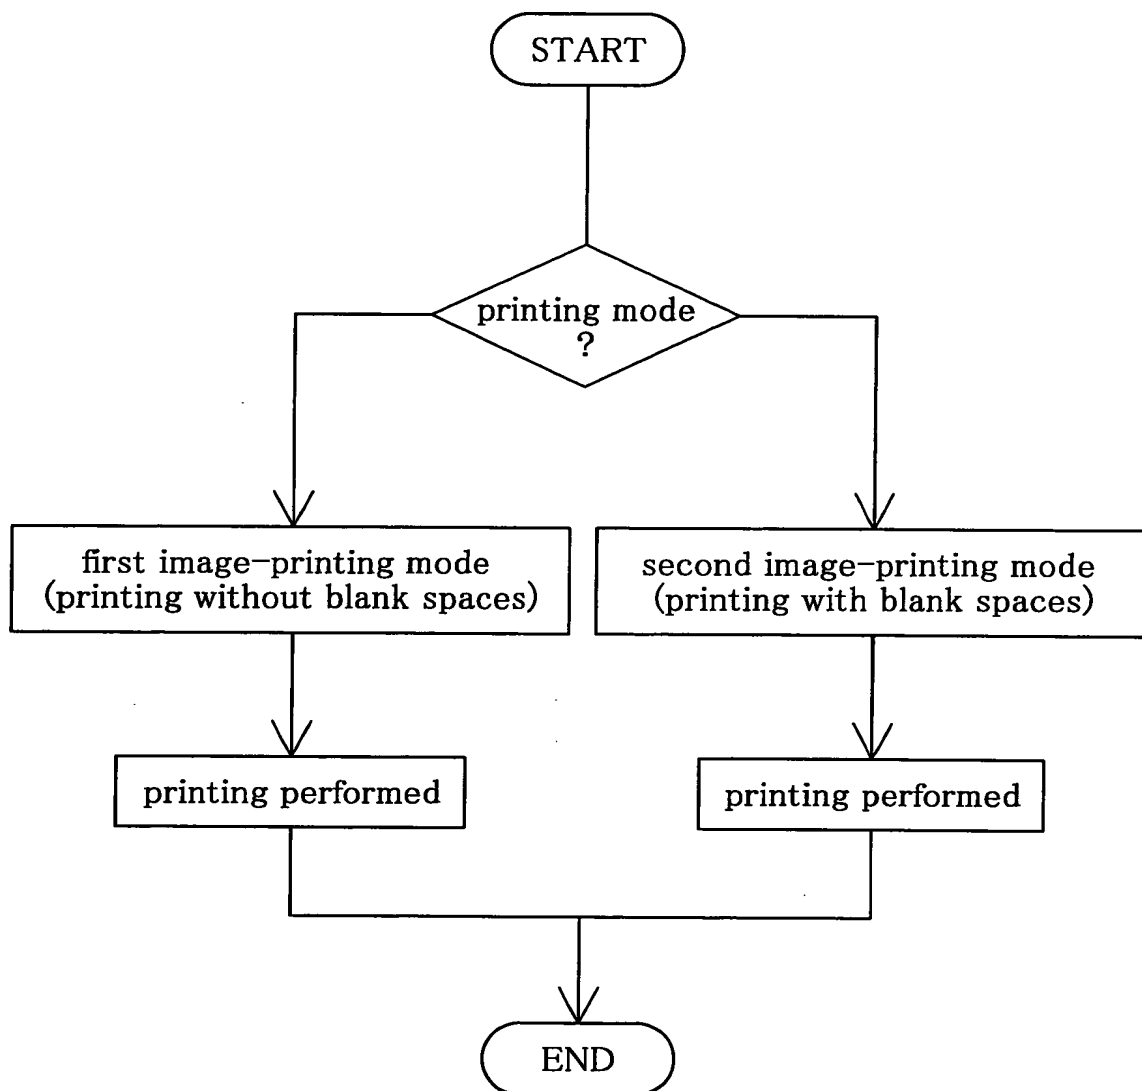 START
printing mode
?
first image-printing mode
(printing without blank spaces)
second image-printing mode
(printing with blank spaces)
printing performed
printing performed
END